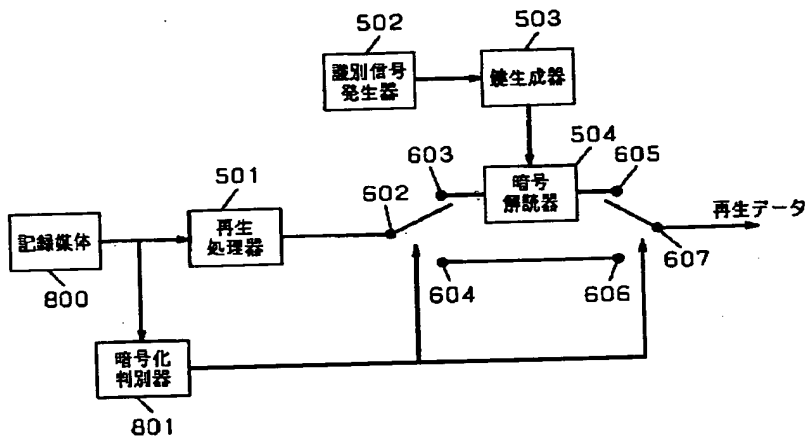 502
503
識別信号
発生器
鍵生成器
504
603
605
501
602
暗号
解読器
再生データ
記録媒体
再生
処理器
607
800
604
606
暗号化
判別器
801